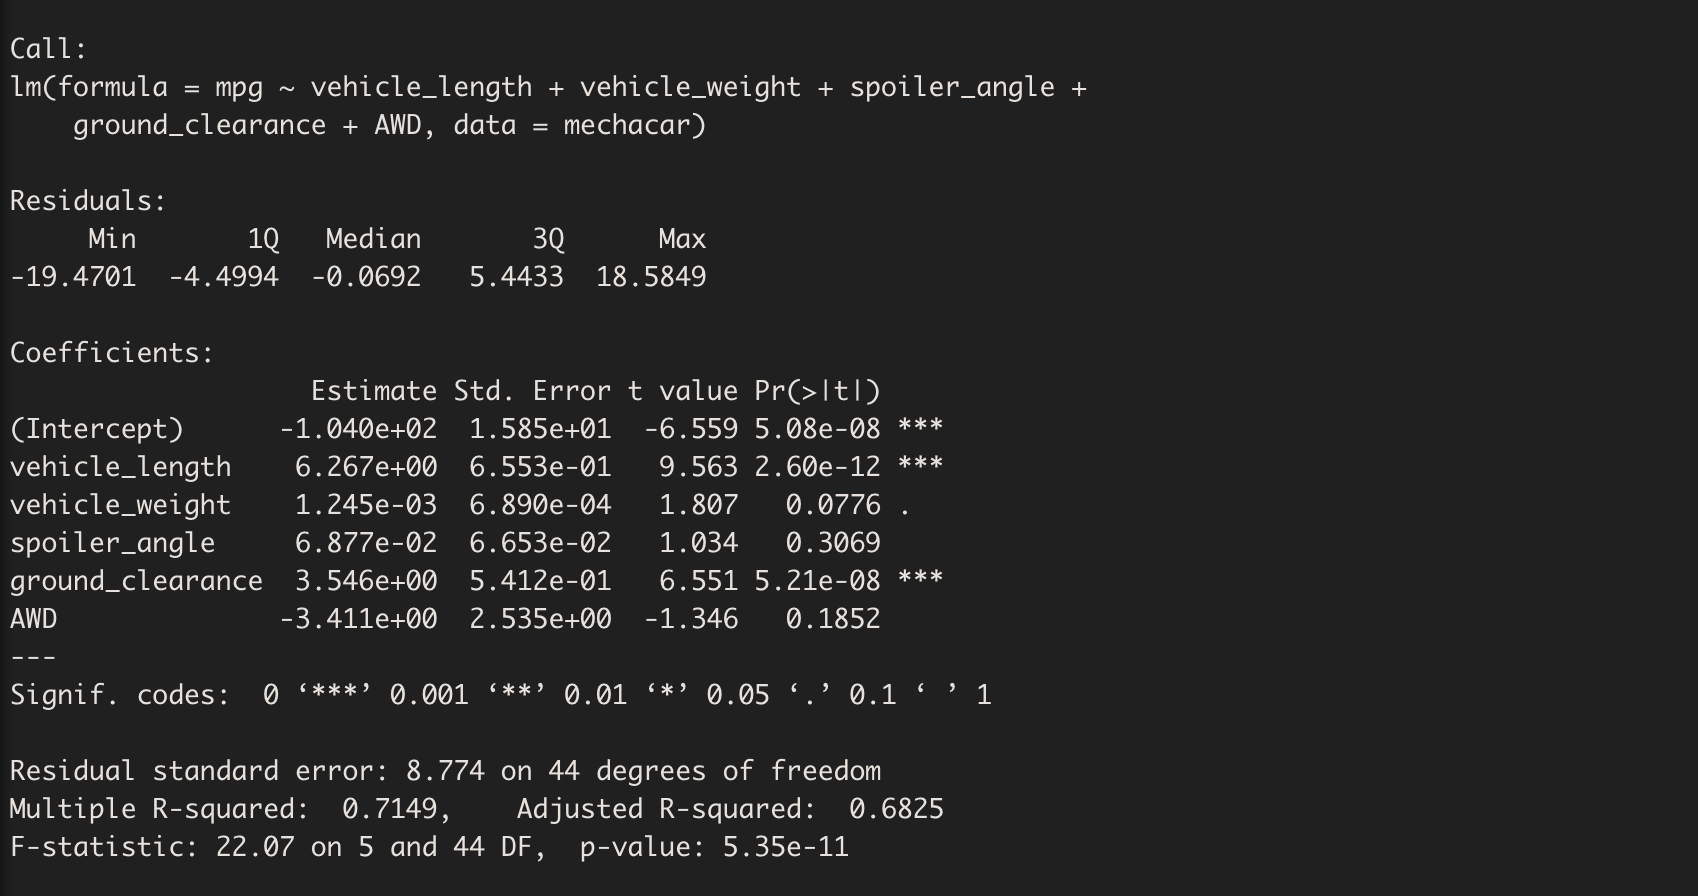 Call:
lm(formula = mpg ~ vehicle_length + vehicle_weight + spoiler_angle +
    ground_clearance + AWD, data = mechacar)

Residuals:
     Min       1Q   Median       3Q      Max
-19.4701  -4.4994  -0.0692   5.4433  18.5849

Coefficients:
                   Estimate Std. Error t value Pr(>|t|)
(Intercept)      -1.040e+02  1.585e+01  -6.559 5.08e-08 ***
vehicle_length    6.267e+00  6.553e-01   9.563 2.60e-12 ***
vehicle_weight    1.245e-03  6.890e-04   1.807   0.0776 .
spoiler_angle     6.877e-02  6.653e-02   1.034   0.3069
ground_clearance  3.546e+00  5.412e-01   6.551 5.21e-08 ***
AWD              -3.411e+00  2.535e+00  -1.346   0.1852
---
Signif. codes:  0 ‘***’ 0.001 ‘**’ 0.01 ‘*’ 0.05 ‘.’ 0.1 ‘ ’ 1

Residual standard error: 8.774 on 44 degrees of freedom
Multiple R-squared:  0.7149,    Adjusted R-squared:  0.6825
F-statistic: 22.07 on 5 and 44 DF,  p-value: 5.35e-11